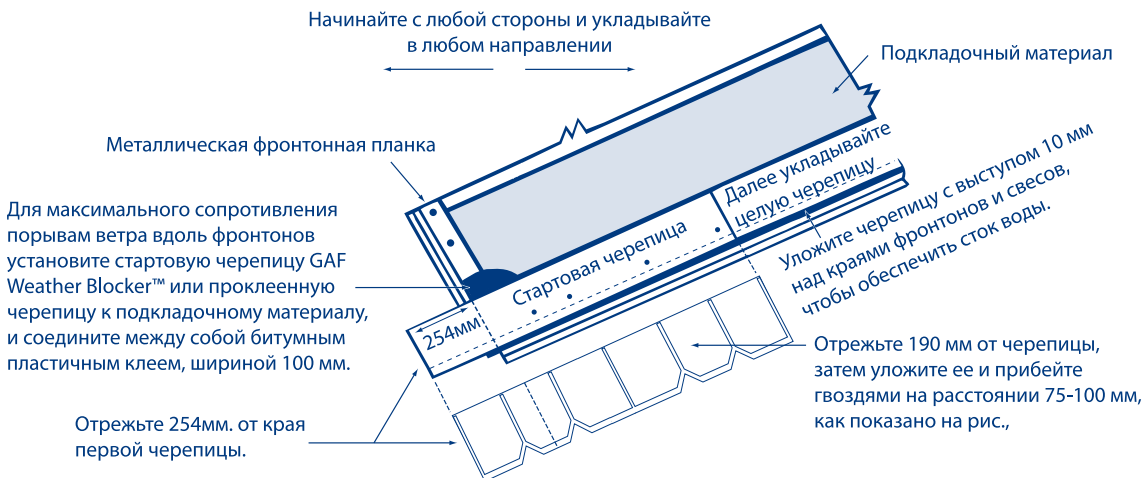 Начинайте с любой стороны и укладывайте
в любом направлении
Подкладочный материал
Металлическая фронтонная планка
Для максимального сопротивления
порывам ветра вдоль фронтонов
установите стартовую черепицу GAF
Weather Blocker™ или проклеенную
черепицу к подкладочному материалу,
и соедините между собой битумным
пластичным клеем, шириной 100 мм.
254мм
Стартовая черепица
Далее укладывайте
целую черепицу
Уложите черепицу с выступом 10 мм
над краями фронтонов и свесов,
чтобы обеспечить сток воды.
Отрежьте 190 мм от черепицы,
затем уложите ее и прибейте
гвоздями на расстоянии 75-100 мм,
как показано на рис.,
Отрежьте 254мм. от края
первой черепицы.